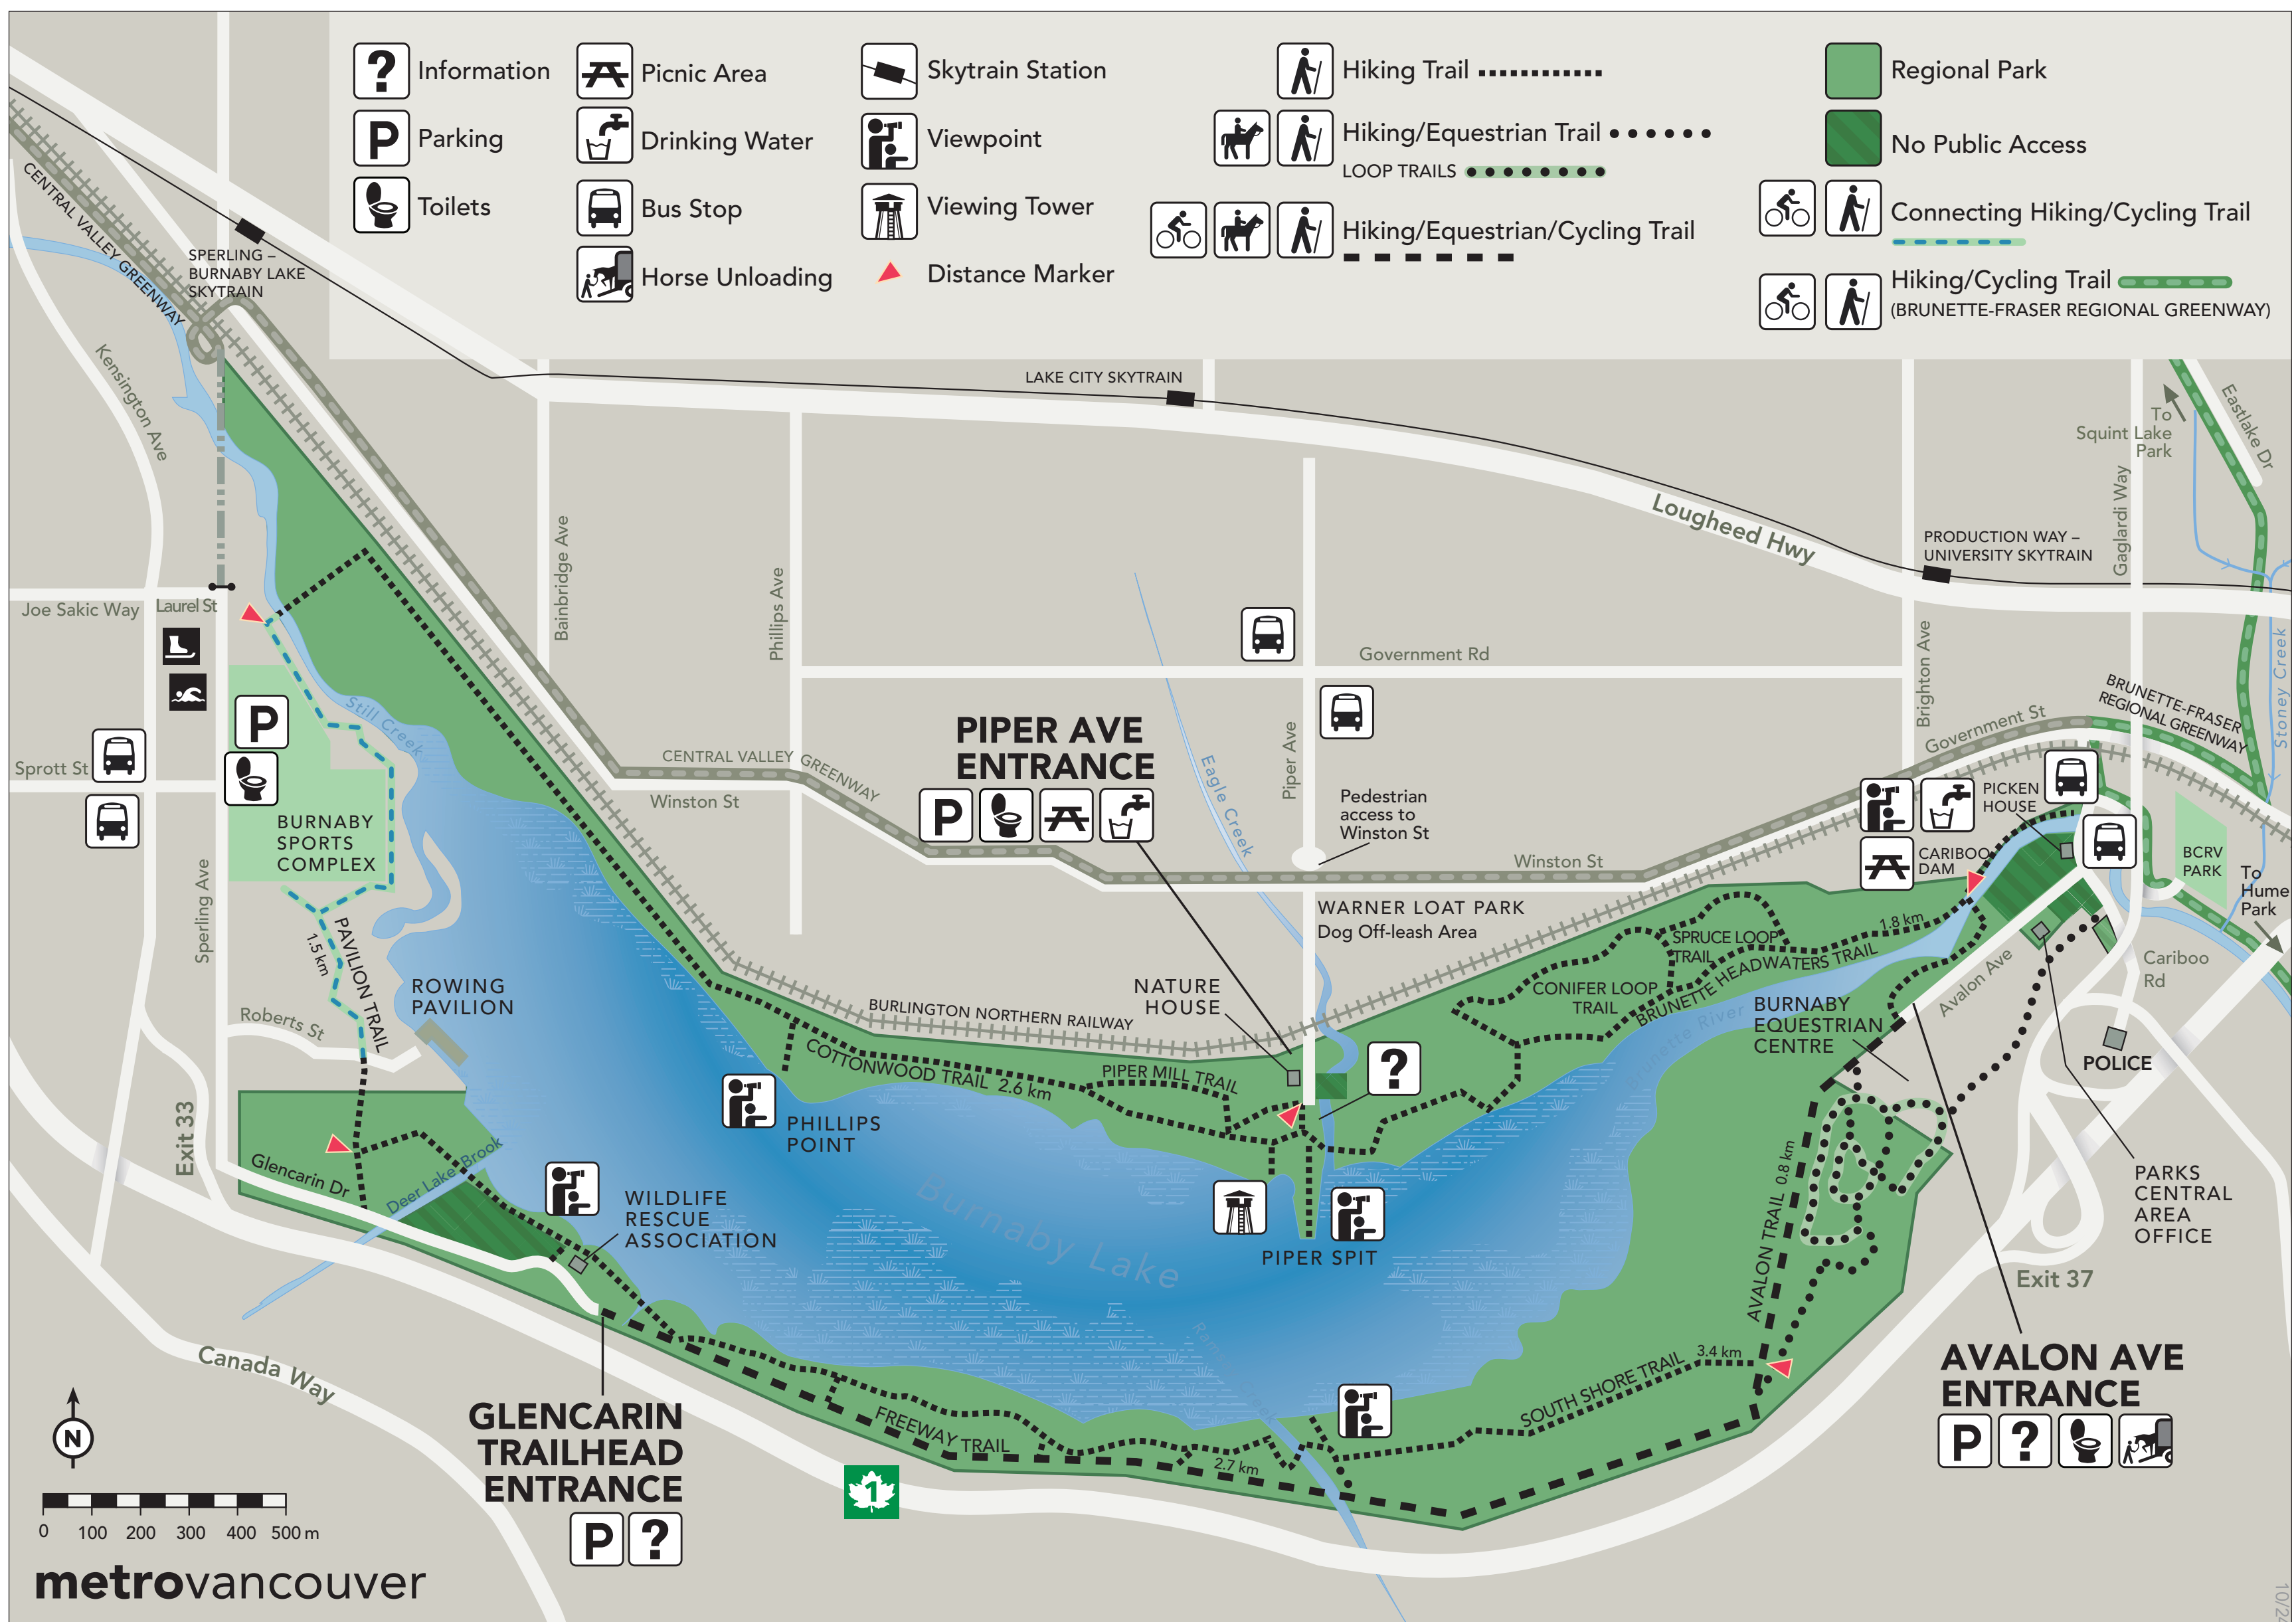 ?
Information
P
Parking
Toilets
Picnic Area
Drinking Water
Bus Stop
Horse Unloading
Skytrain Station
Viewpoint
Viewing Tower
Distance Marker
Hiking Trail
Hiking/Equestrian Trail
LOOP TRAILS
Hiking/Equestrian/Cycling Trail
Regional Park
No Public Access
Connecting Hiking/Cycling Trail
Hiking/Cycling Trail
(BRUNETTE-FRASER REGIONAL GREENWAY)
CENTRAL VALLEY GREENWAY
SPERLING –
BURNABY LAKE
SKYTRAIN
Kensington Ave
LAKE CITY SKYTRAIN
Lougheed Hwy
To
Squint Lake
Park
Eastlake Dr
Gaglardi Way
PRODUCTION WAY –
UNIVERSITY SKYTRAIN
Bainbridge Ave
Phillips Ave
Joe Sakic Way
Laurel St
Government Rd
Brighton Ave
Stoney Creek
BRUNETTE-FRASER
REGIONAL GREENWAY
Government St
Still Creek
P
Sprott St
BURNABY
SPORTS
COMPLEX
Sperling Ave
CENTRAL VALLEY GREENWAY
Winston St
PIPER AVE
ENTRANCE
P
Eagle Creek
Piper Ave
Pedestrian
access to
Winston St
Winston St
PICKEN
HOUSE
CARIBOO
DAM
BCRV
PARK
To
Hume
Park
WARNER LOAT PARK
Dog Off-leash Area
PAVILION TRAIL
1.5 km
ROWING
PAVILION
Roberts St
BURLINGTON NORTHERN RAILWAY
NATURE
HOUSE
SPRUCE LOOP
TRAIL
1.8 km
CONIFER LOOP
TRAIL
BRUNETTE HEADWATERS TRAIL
Brunette River
BURNABY
EQUESTRIAN
CENTRE
Avalon Ave
Cariboo
Rd
POLICE
COTTONWOOD TRAIL 2.6 km
PIPER MILL TRAIL
?
PHILLIPS
POINT
Exit 33
Glencarin Dr
Deer Lake Brook
WILDLIFE
RESCUE
ASSOCIATION
Burnaby Lake
PIPER SPIT
AVALON TRAIL 0.8 km
PARKS
CENTRAL
AREA
OFFICE
Exit 37
Canada Way
GLENCARIN
TRAILHEAD
ENTRANCE
P ?
FREEWAY TRAIL
2.7 km
1
SOUTH SHORE TRAIL
3.4 km
AVALON AVE
ENTRANCE
P ?
N
0 100 200 300 400 500 m
metrovancouver